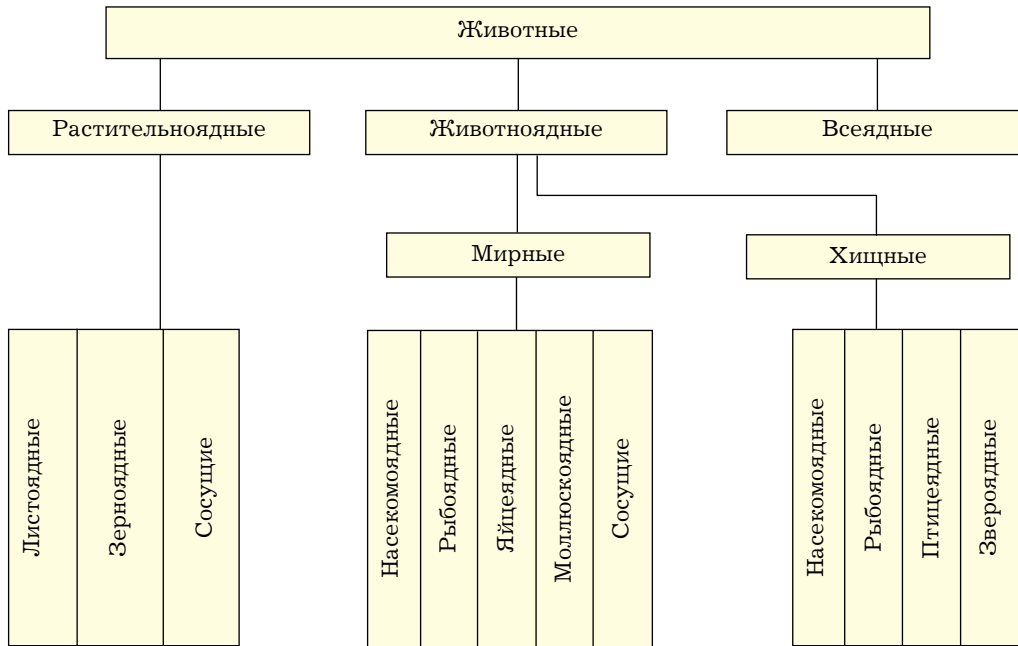 Животные
Растительноядные
Животноядные
Всеядные
Мирные
Хищные
Листоядные
Зерноядные
Сосущие
Насекомоядные
Рыбоядные
Яйцеядные
Моллюскоядные
Сосущие
Насекомоядные
Рыбоядные
Птицеядные
Звероядные